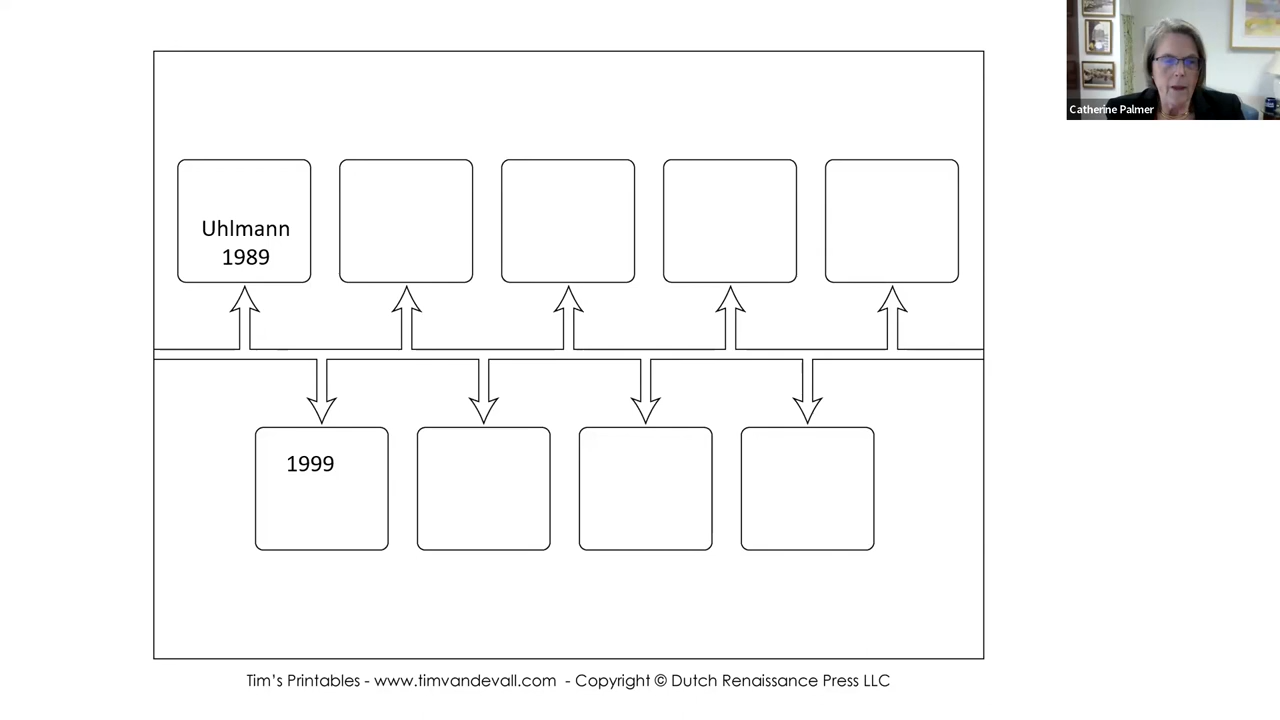 Catherine Palmer
Uhlmann
1989
1999
Tim's Printables - www.timvandevall.com - Copyright © Dutch Renaissance Press LLC